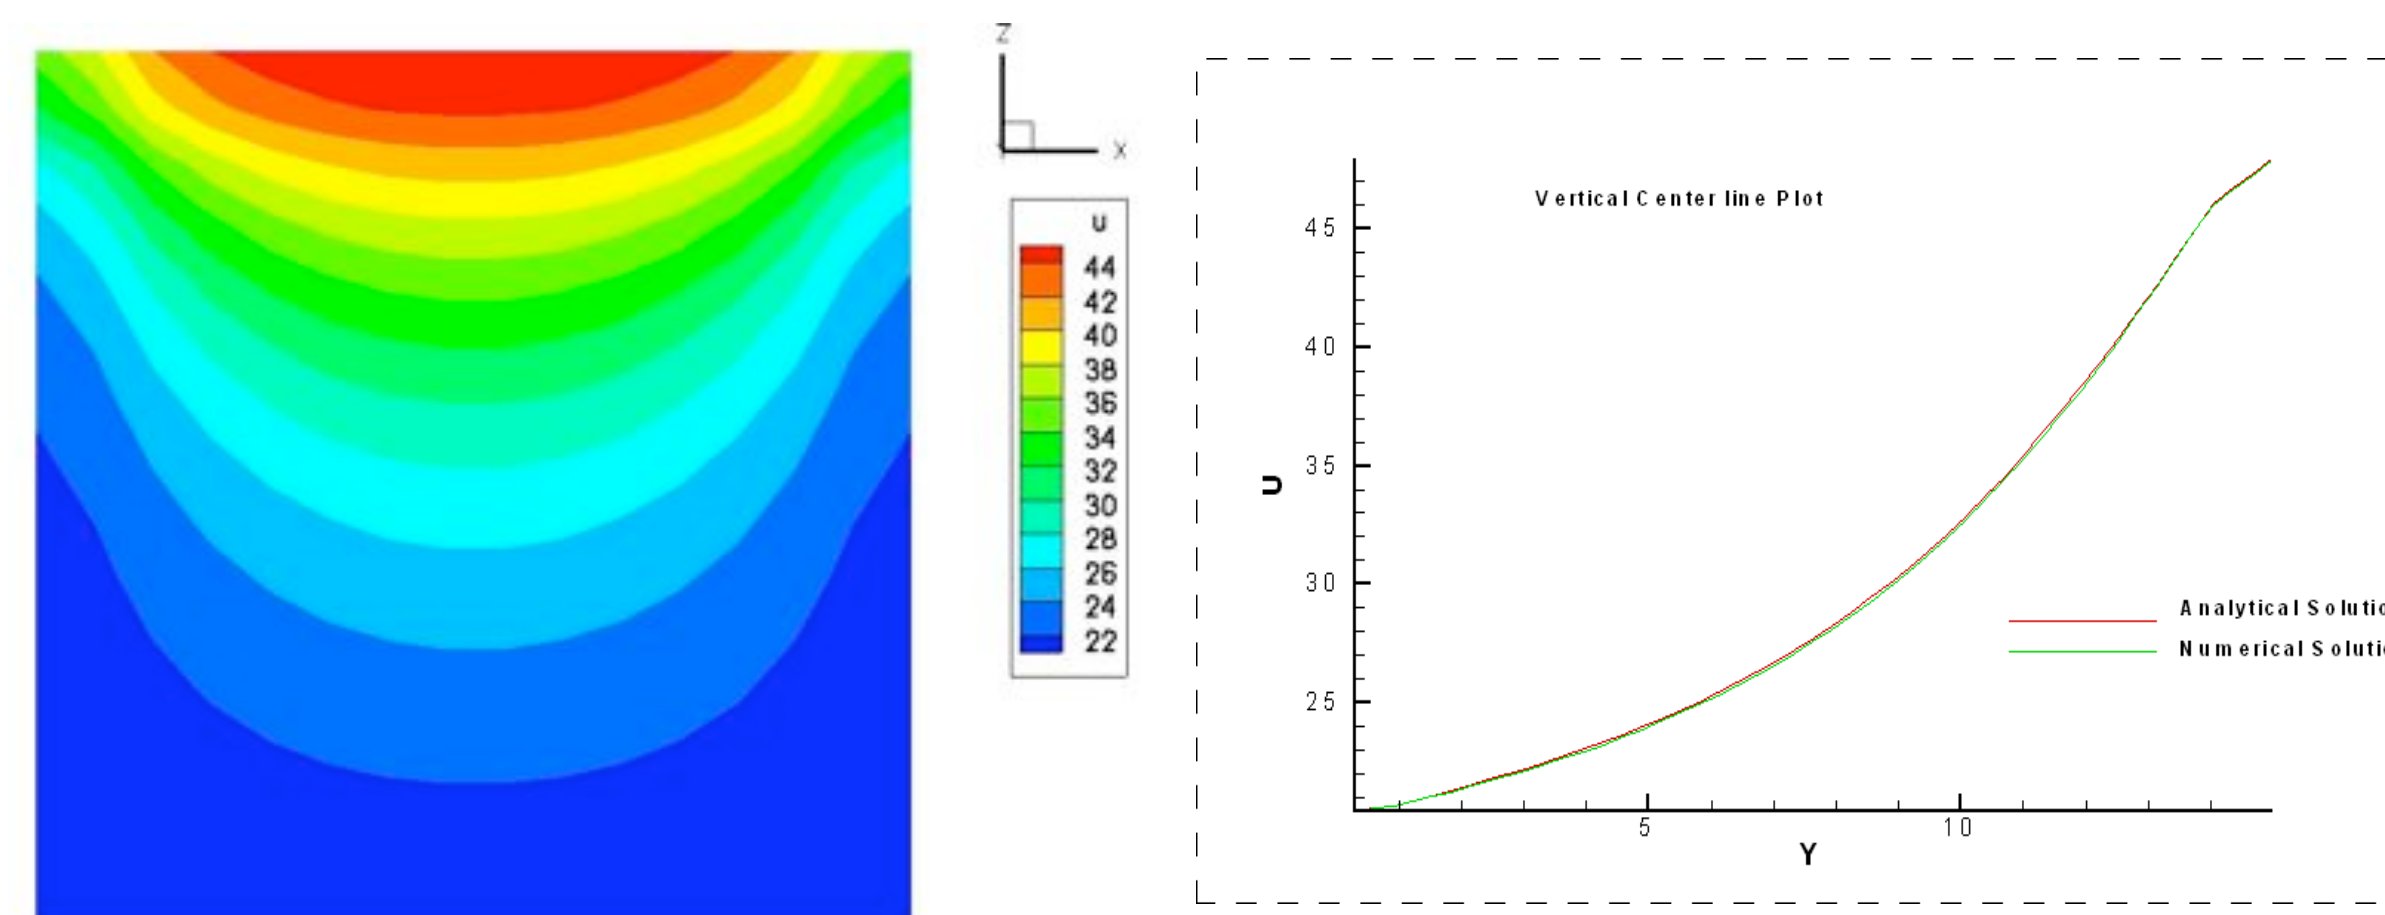 Z
X
U
44
42
40
38
36
34
32
30
28
26
24
22
Vertical Center line Plot
45
40
35
30
25
U
5
10
Y
Analytical Solutio
Numerical Soluti